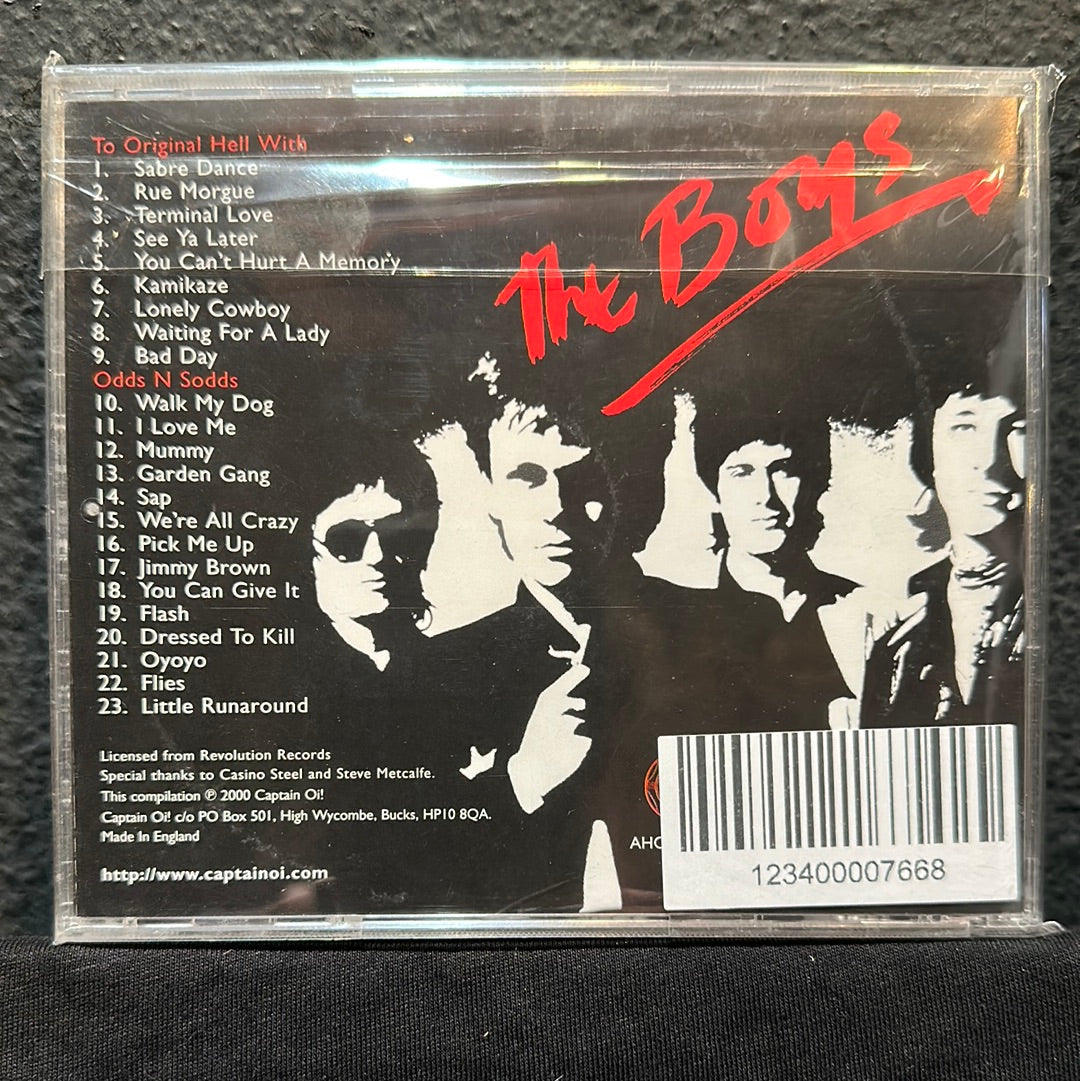 The Boys
To Original Hell With
1. Sabre Dance
2. Rue Morgue
3. Terminal Love
4. See Ya Later
5. You Can't Hurt A Memory
6. Kamikaze
7. Lonely Cowboy
8. Waiting For A Lady
9. Bad Day
Odds N Sodds
10. Walk My Dog
11. I Love Me
12. Mummy
13. Garden Gang
14. Sap
15. We're All Crazy
16. Pick Me Up
17. Jimmy Brown
18. You Can Give It
19. Flash
20. Dressed To Kill
21. Oyoyo
22. Flies
23. Little Runaround
Licensed from Revolution Records
Special thanks to Casino Steel and Steve Metcalfe.
This compilation ℗ 2000 Captain Oi!
Captain Oi! c/o PO Box 501, High Wycombe, Bucks, HP10 8QA.
Made In England
http://www.captainoi.com
123400007668